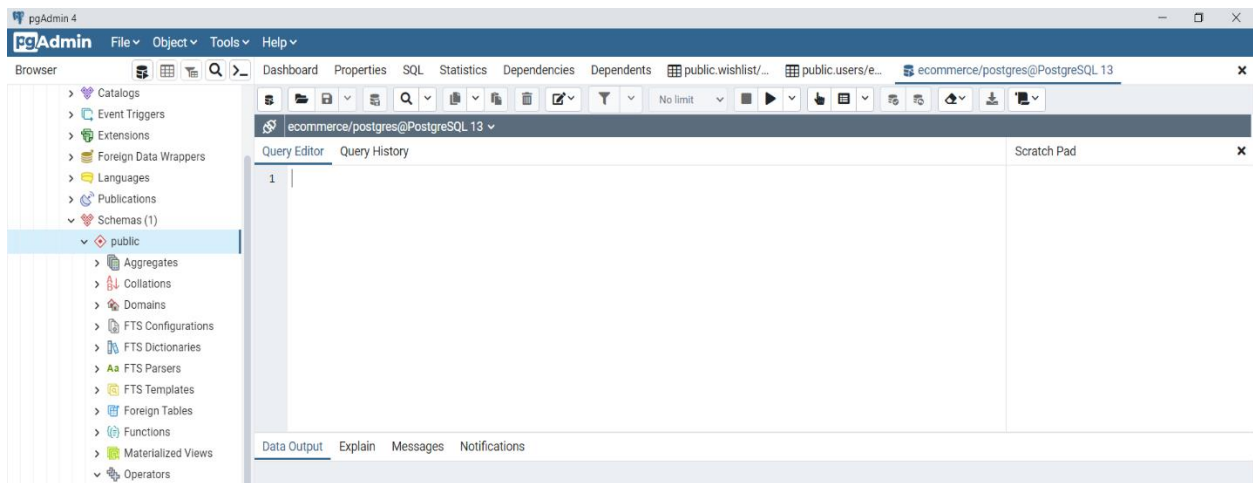 pgAdmin 4
pgAdmin File Object Tools Help
Browser Dashboard Properties SQL Statistics Dependencies Dependents public.wishlist/... public.users/e... ecommerce/postgres@PostgreSQL 13
No limit
ecommerce/postgres@PostgreSQL 13
Query Editor Query History Scratch Pad
1
Catalogs
Event Triggers
Extensions
Foreign Data Wrappers
Languages
Publications
Schemas (1)
public
Aggregates
Collations
Domains
FTS Configurations
FTS Dictionaries
Aa FTS Parsers
FTS Templates
Foreign Tables
Functions
Materialized Views
Operators
Data Output Explain Messages Notifications